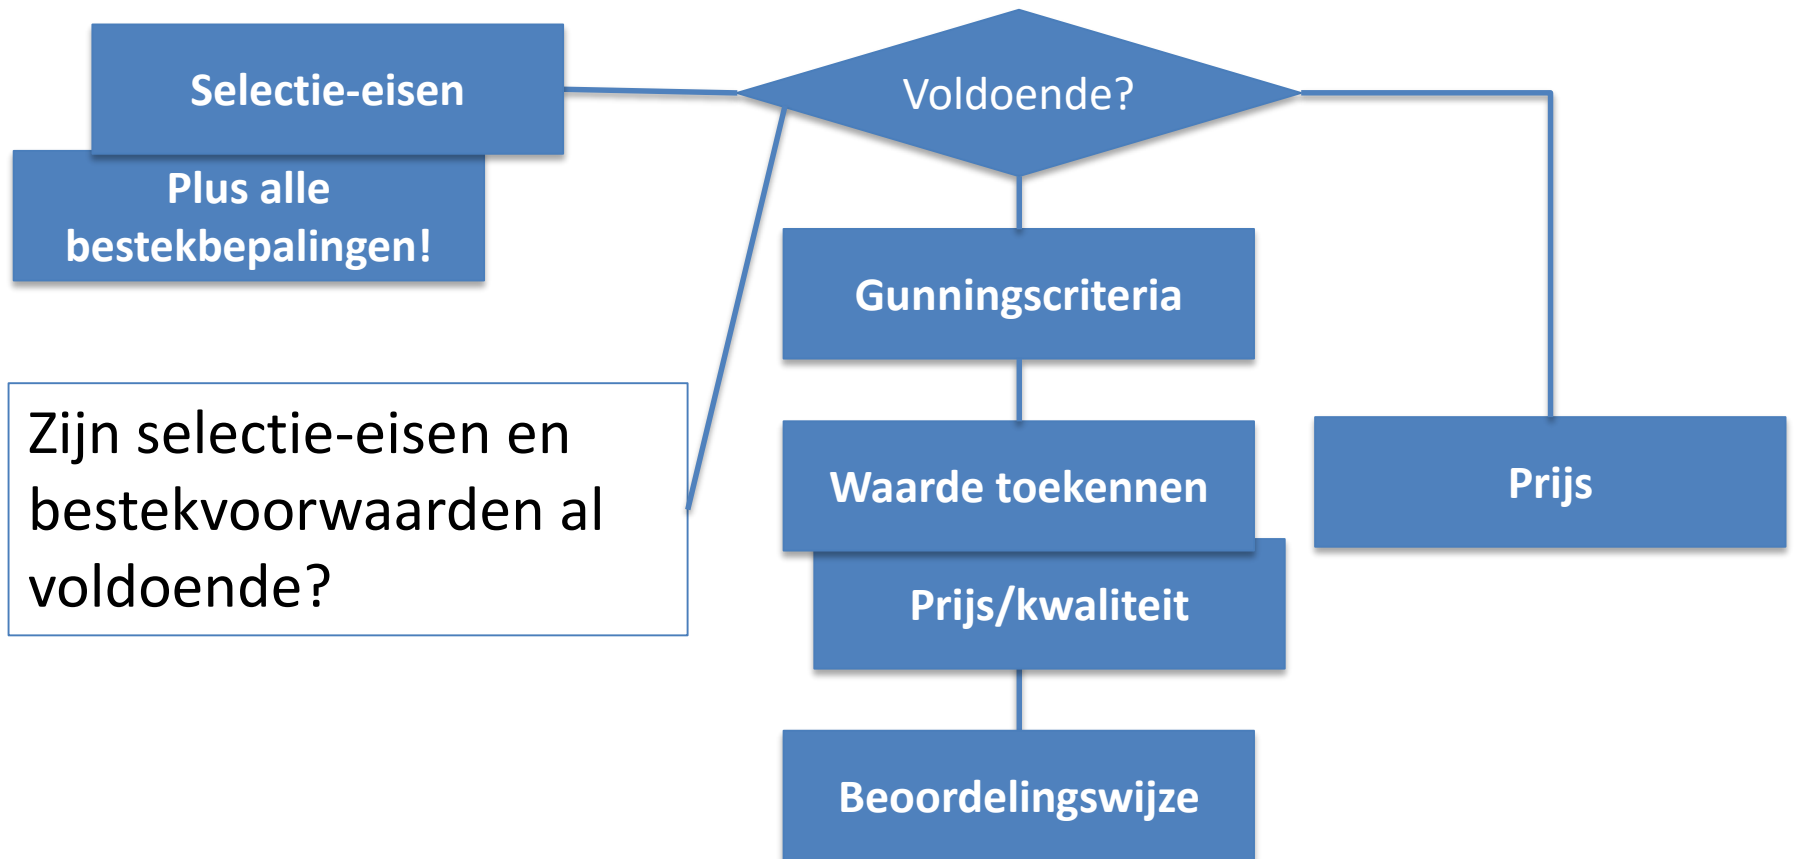 Selectie-eisen
Plus alle
bestekbepalingen!
Voldoende?
Gunningscriteria
Zijn selectie-eisen en
bestekvoorwaarden al
voldoende?
Waarde toekennen
Prijs/kwaliteit
Beoordelingswijze
Prijs